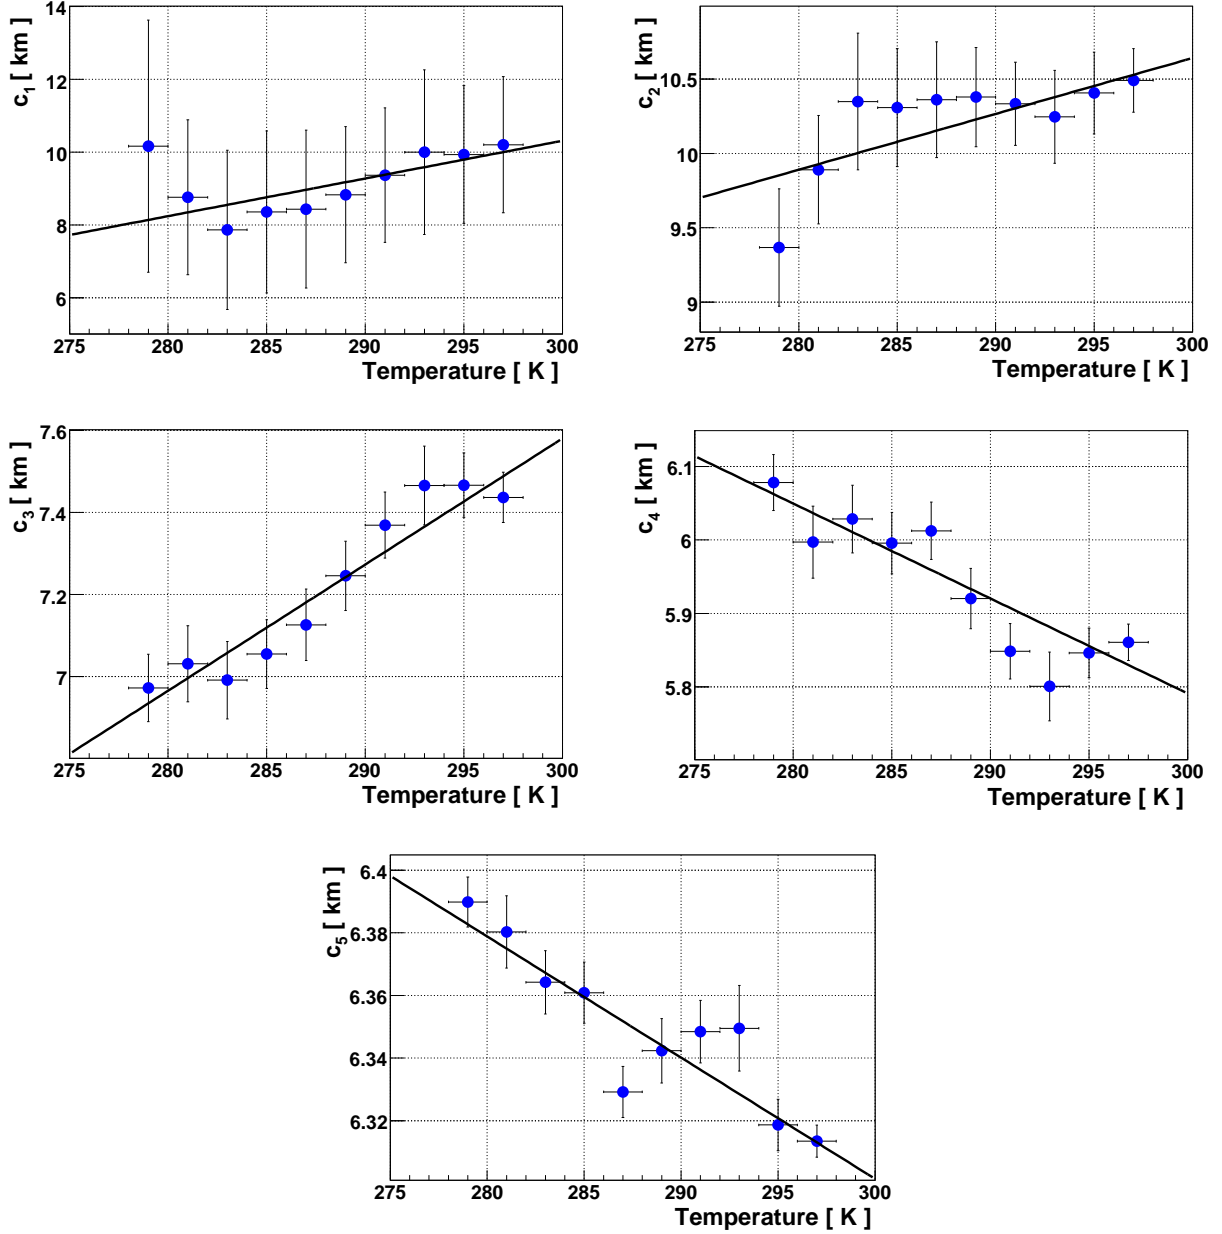 c1 [ km ]
14
12
10
8
6
275 280 285 290 295 300
Temperature [ K ]
c2 [ km ]
10.5
10
9.5
9
275 280 285 290 295 300
Temperature [ K ]
c3 [ km ]
7.6
7.4
7.2
7
275 280 285 290 295 300
Temperature [ K ]
c4 [ km ]
6.1
6
5.9
5.8
275 280 285 290 295 300
Temperature [ K ]
c5 [ km ]
6.4
6.38
6.36
6.34
6.32
275 280 285 290 295 300
Temperature [ K ]